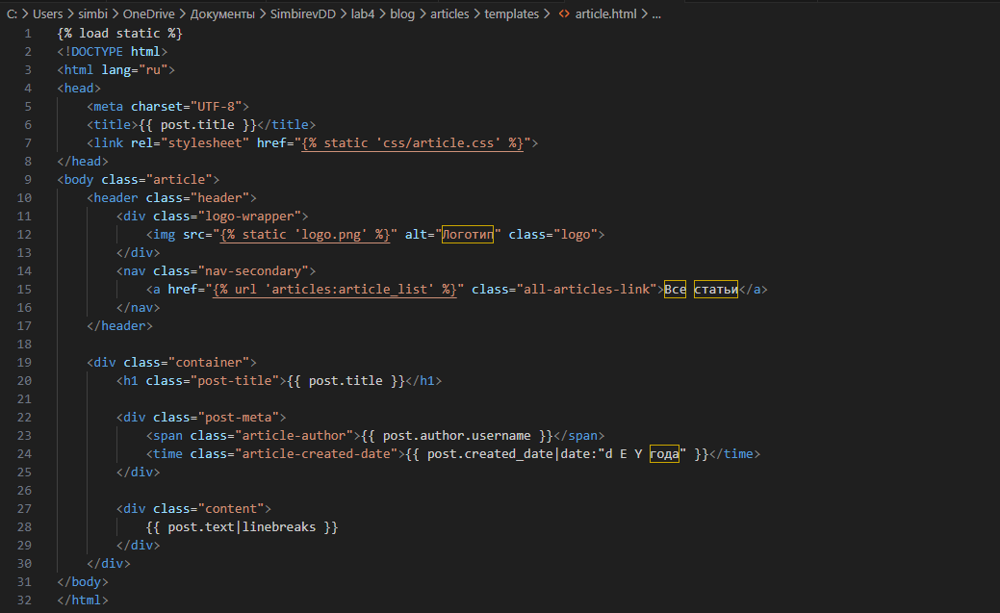 C: > Users > simbi > OneDrive > Документы > SimbirevDD > lab4 > blog > articles > templates > <> article.html > ...
1 {% load static %}
2 <!DOCTYPE html>
3 <html lang="ru">
4 <head>
5     <meta charset="UTF-8">
6     <title>{{ post.title }}</title>
7     <link rel="stylesheet" href="{% static 'css/article.css' %}">
8 </head>
9 <body class="article">
10     <header class="header">
11         <div class="logo-wrapper">
12             <img src="{% static 'logo.png' %}" alt="Логотип" class="logo">
13         </div>
14         <nav class="nav-secondary">
15             <a href="{% url 'articles:article_list' %}" class="all-articles-link">Все статьи</a>
16         </nav>
17     </header>
18
19     <div class="container">
20         <h1 class="post-title">{{ post.title }}</h1>
21
22         <div class="post-meta">
23             <span class="article-author">{{ post.author.username }}</span>
24             <time class="article-created-date">{{ post.created_date|date:"d E Y года" }}</time>
25         </div>
26
27         <div class="content">
28             {{ post.text|linebreaks }}
29         </div>
30     </div>
31 </body>
32 </html>